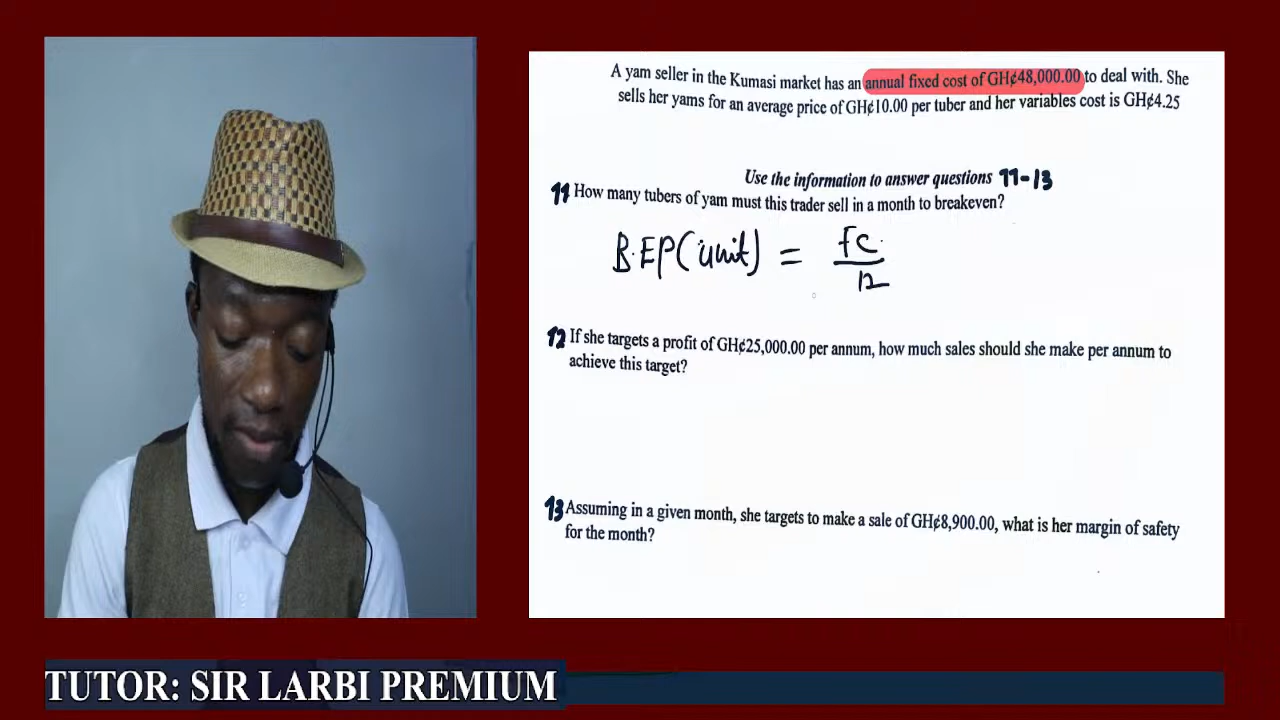 A yam seller in the Kumasi market has an annual fixed cost of GH¢48,000.00 to deal with. She
sells her yams for an average price of GH¢10.00 per tuber and her variables cost is GH¢4.25
Use the information to answer questions 11-13
11 How many tubers of yam must this trader sell in a month to breakeven?
B.EP(unit) = FC
12
12 If she targets a profit of GH¢25,000.00 per annum, how much sales should she make per annum to
achieve this target?
13 Assuming in a given month, she targets to make a sale of GH¢8,900.00, what is her margin of safety
for the month?
TUTOR: SIR LARBI PREMIUM